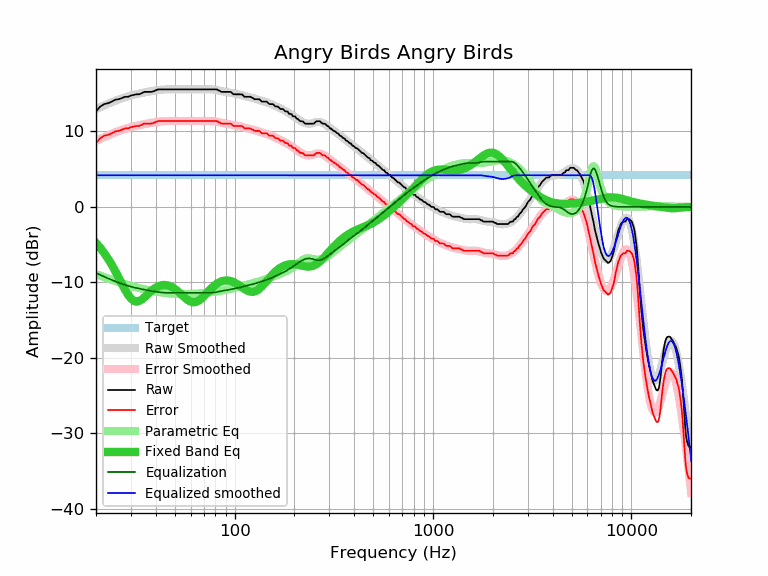 Angry Birds Angry Birds
10
0
−10
−20
−30
−40
Amplitude (dBr)
Target
Raw Smoothed
Error Smoothed
Raw
Error
Parametric Eq
Fixed Band Eq
Equalization
Equalized smoothed
100
1000
10000
Frequency (Hz)